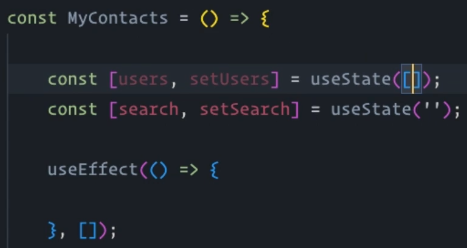 const MyContacts = () => {
const [users, setUsers] = useState([]);
const [search, setSearch] = useState('');
useEffect(() => {
}, []);